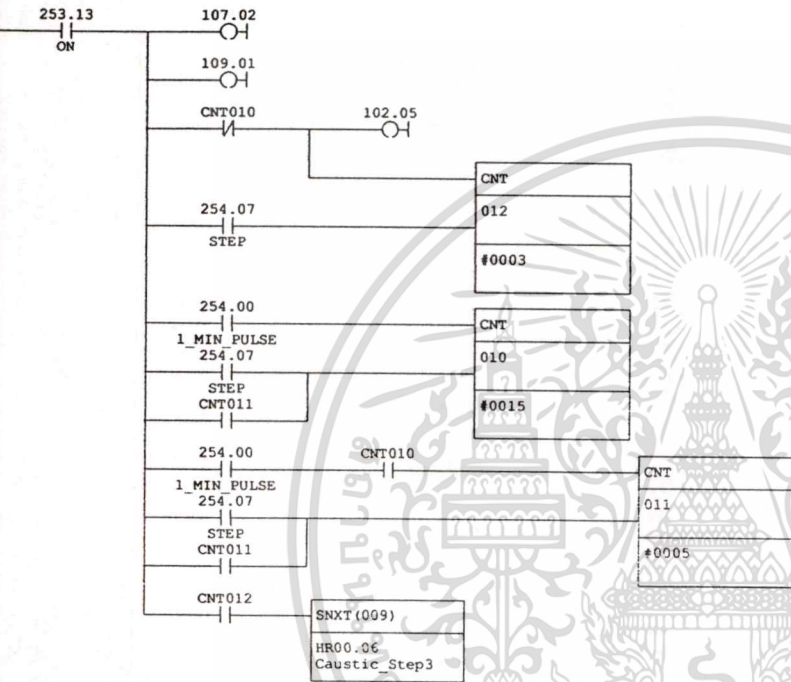 253.13 107.02
ON
109.01
CNT010 102.05
CNT
254.07 012
STEP
#0003
254.00 CNT
1_MIN_PULSE
254.07 010
STEP
CNT011 #0015
254.00 CNT010 CNT
1_MIN_PULSE
254.07 011
STEP
CNT011 #0005
CNT012 SNXT(009)
HR00.06
Caustic_Step3